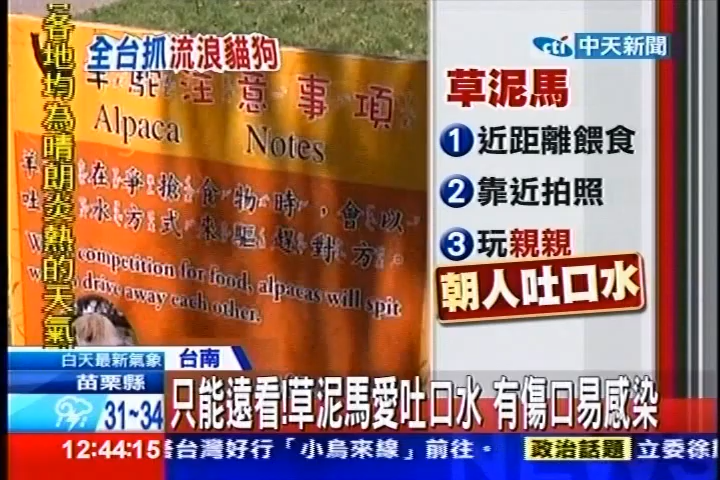 各地均為晴朗炎熱的天氣
全台抓流浪貓狗
cti 中天新聞
羊駝注意事項
Alpaca Notes
羊
在爭搶食物時，會以
吐
水方式來驅趕對方。
competition for food, alpacas will spit
drive away each other.
草泥馬
1 近距離餵食
2 靠近拍照
3 玩親親
朝人吐口水
白天最新氣象
台南
苗栗縣
31~34
只能遠看!草泥馬愛吐口水 有傷口易感染
12:44:15
台灣好行「小烏來線」前往。
政治話題
立委徐
NEWS